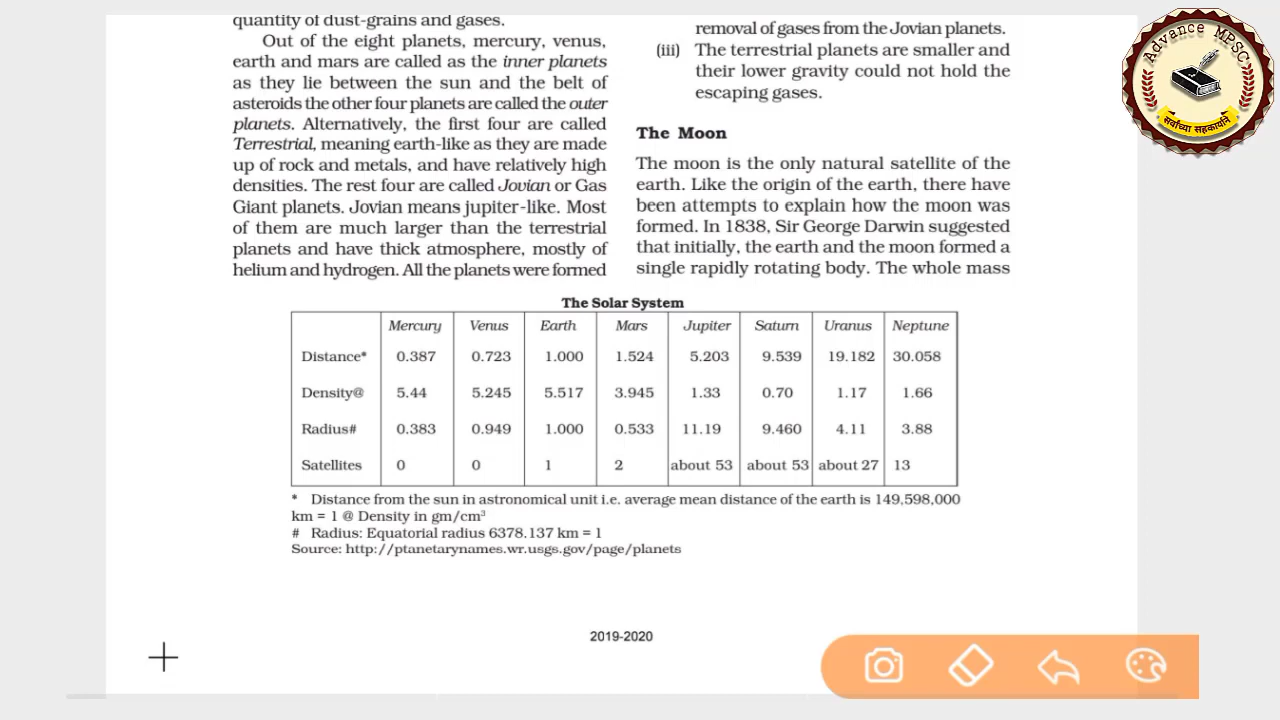 quantity of dust-grains and gases.
Out of the eight planets, mercury, venus,
earth and mars are called as the inner planets
as they lie between the sun and the belt of
asteroids the other four planets are called the outer
planets. Alternatively, the first four are called
Terrestrial, meaning earth-like as they are made
up of rock and metals, and have relatively high
densities. The rest four are called Jovian or Gas
Giant planets. Jovian means jupiter-like. Most
of them are much larger than the terrestrial
planets and have thick atmosphere, mostly of
helium and hydrogen. All the planets were formed
removal of gases from the Jovian planets.
(iii) The terrestrial planets are smaller and
their lower gravity could not hold the
escaping gases.
The Moon
The moon is the only natural satellite of the
earth. Like the origin of the earth, there have
been attempts to explain how the moon was
formed. In 1838, Sir George Darwin suggested
that initially, the earth and the moon formed a
single rapidly rotating body. The whole mass
The Solar System
Mercury Venus Earth Mars Jupiter Saturn Uranus Neptune
Distance* 0.387 0.723 1.000 1.524 5.203 9.539 19.182 30.058
Density@ 5.44 5.245 5.517 3.945 1.33 0.70 1.17 1.66
Radius# 0.383 0.949 1.000 0.533 11.19 9.460 4.11 3.88
Satellites 0 0 1 2 about 53 about 53 about 27 13
* Distance from the sun in astronomical unit i.e. average mean distance of the earth is 149,598,000
km = 1 @ Density in gm/cm³
# Radius: Equatorial radius 6378.137 km = 1
Source: http://ptanetarynames.wr.usgs.gov/page/planets
2019-2020
Advance MPSC
सर्वांच्या सहकार्याने